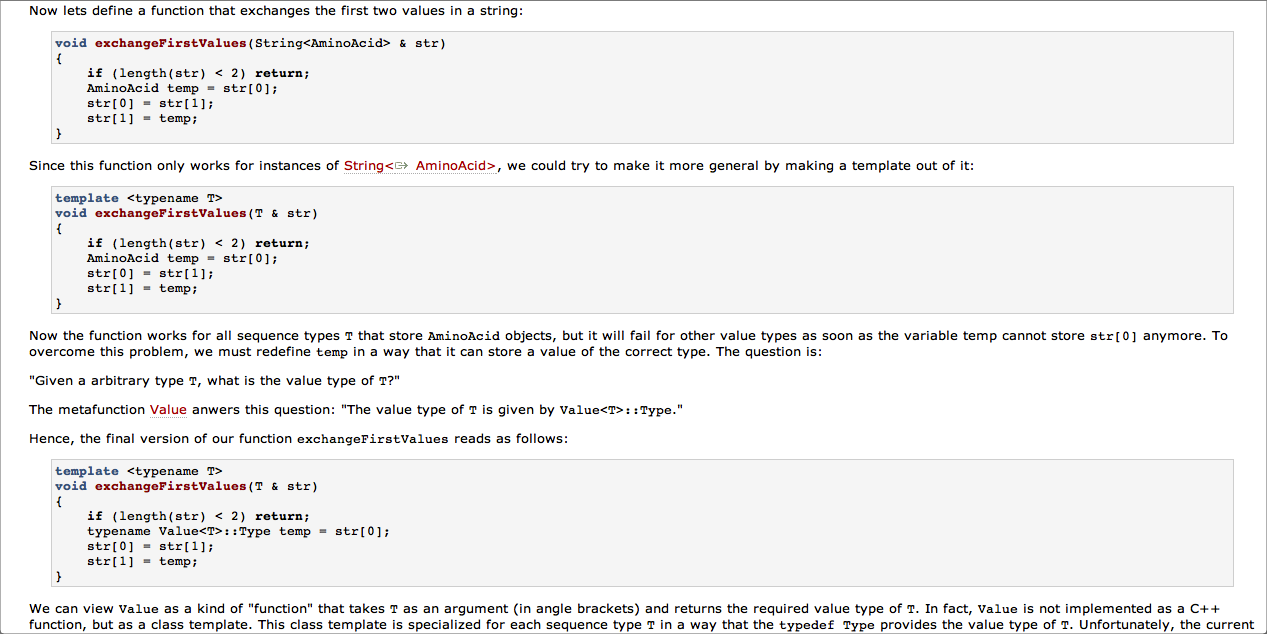 Now lets define a function that exchanges the first two values in a string:
void exchangeFirstValues(String<AminoAcid> & str)
{
    if (length(str) < 2) return;
    AminoAcid temp = str[0];
    str[0] = str[1];
    str[1] = temp;
}
Since this function only works for instances of String< AminoAcid>, we could try to make it more general by making a template out of it:
template <typename T>
void exchangeFirstValues(T & str)
{
    if (length(str) < 2) return;
    AminoAcid temp = str[0];
    str[0] = str[1];
    str[1] = temp;
}
Now the function works for all sequence types T that store AminoAcid objects, but it will fail for other value types as soon as the variable temp cannot store str[0] anymore. To
overcome this problem, we must redefine temp in a way that it can store a value of the correct type. The question is:
"Given a arbitrary type T, what is the value type of T?"
The metafunction Value anwers this question: "The value type of T is given by Value<T>::Type."
Hence, the final version of our function exchangeFirstValues reads as follows:
template <typename T>
void exchangeFirstValues(T & str)
{
    if (length(str) < 2) return;
    typename Value<T>::Type temp = str[0];
    str[0] = str[1];
    str[1] = temp;
}
We can view Value as a kind of "function" that takes T as an argument (in angle brackets) and returns the required value type of T. In fact, Value is not implemented as a C++
function, but as a class template. This class template is specialized for each sequence type T in a way that the typedef Type provides the value type of T. Unfortunately, the current